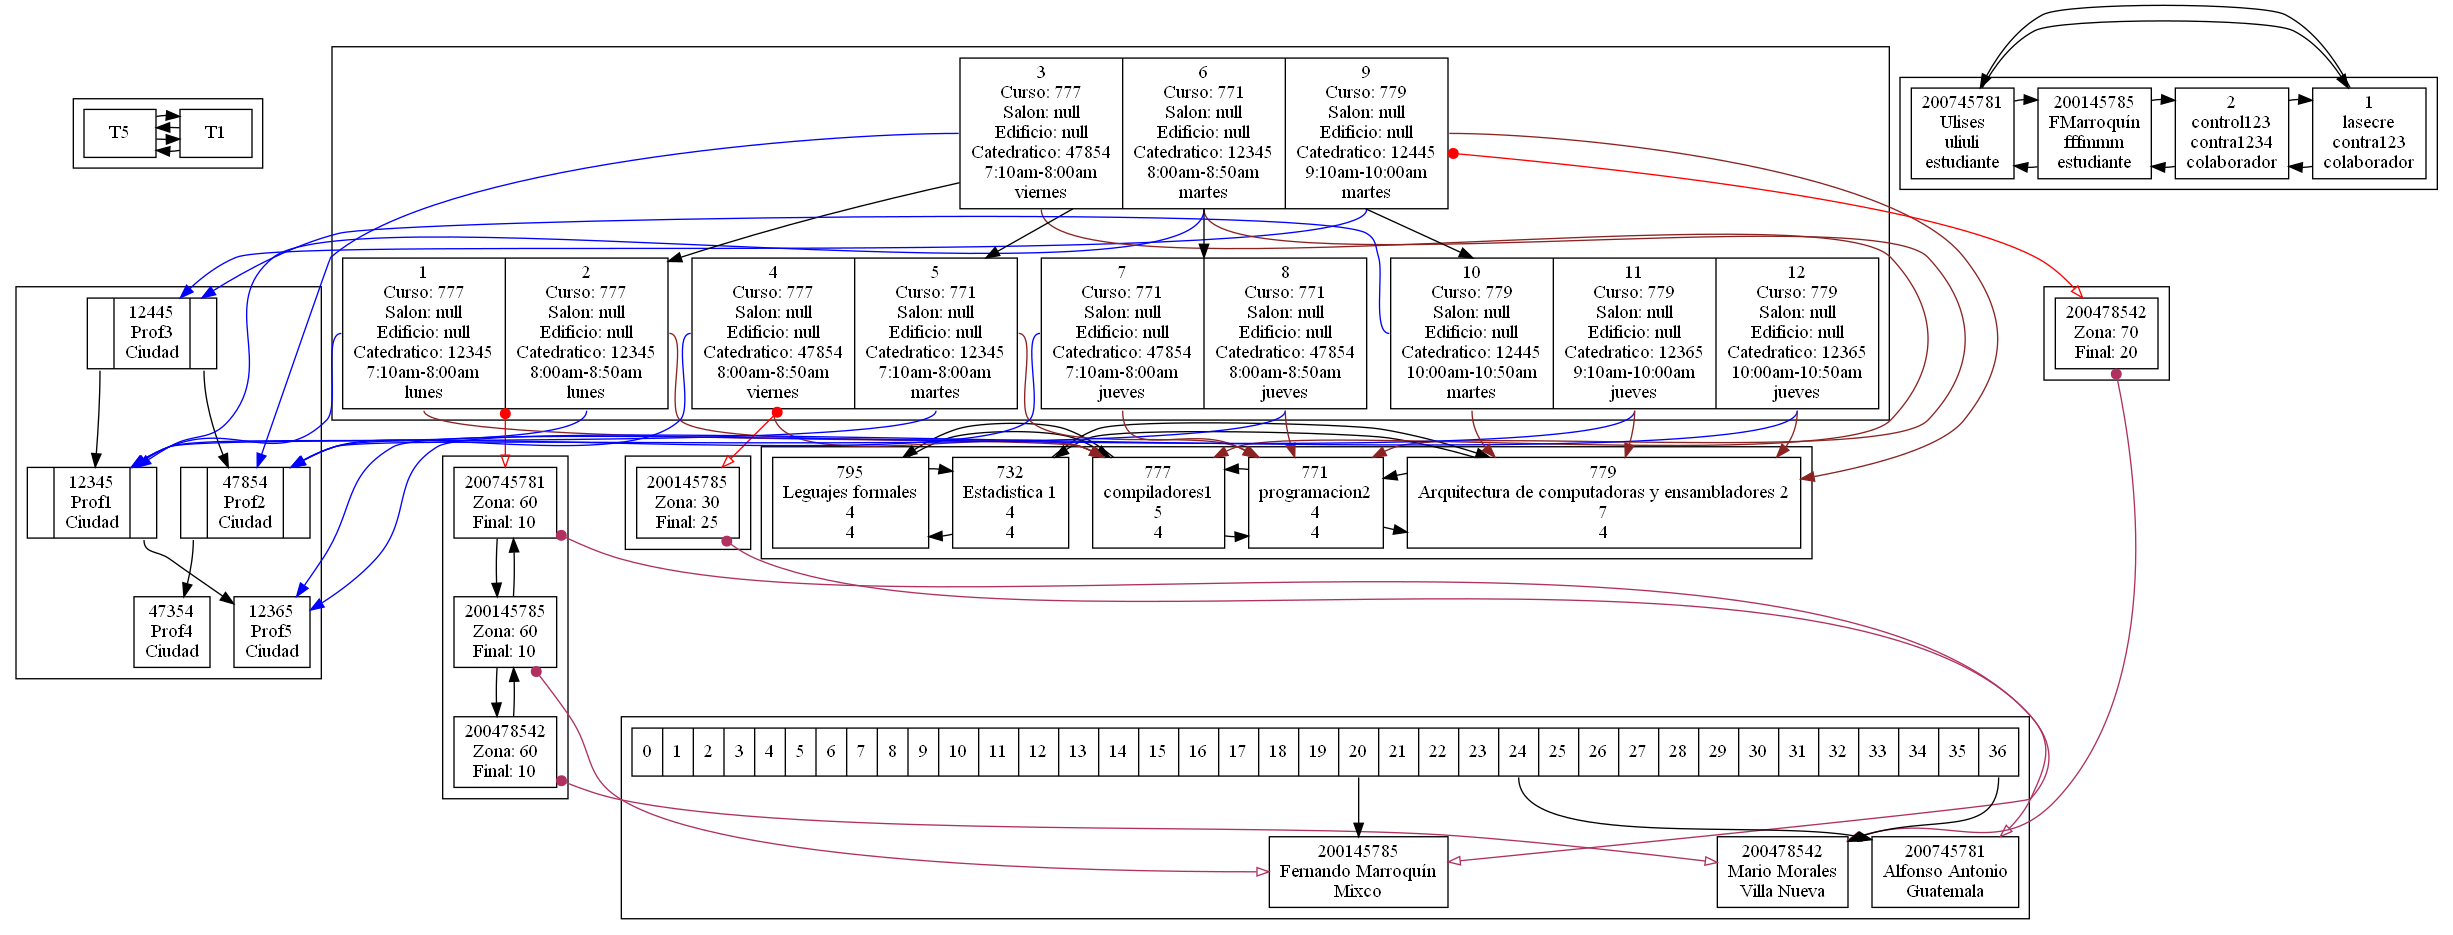 T5
T1
3
Curso: 777
Salon: null
Edificio: null
Catedratico: 47854
7:10am-8:00am
viernes
6
Curso: 771
Salon: null
Edificio: null
Catedratico: 12345
8:00am-8:50am
martes
9
Curso: 779
Salon: null
Edificio: null
Catedratico: 12445
9:10am-10:00am
martes
200745781
Ulises
uliuli
estudiante
200145785
FMarroquín
fffmmm
estudiante
2
control123
contra1234
colaborador
1
lasecre
contra123
colaborador
1
Curso: 777
Salon: null
Edificio: null
Catedratico: 12345
7:10am-8:00am
lunes
2
Curso: 777
Salon: null
Edificio: null
Catedratico: 12345
8:00am-8:50am
lunes
4
Curso: 777
Salon: null
Edificio: null
Catedratico: 47854
8:00am-8:50am
viernes
5
Curso: 771
Salon: null
Edificio: null
Catedratico: 12345
7:10am-8:00am
martes
7
Curso: 771
Salon: null
Edificio: null
Catedratico: 47854
7:10am-8:00am
jueves
8
Curso: 771
Salon: null
Edificio: null
Catedratico: 47854
8:00am-8:50am
jueves
10
Curso: 779
Salon: null
Edificio: null
Catedratico: 12445
10:00am-10:50am
martes
11
Curso: 779
Salon: null
Edificio: null
Catedratico: 12365
9:10am-10:00am
jueves
12
Curso: 779
Salon: null
Edificio: null
Catedratico: 12365
10:00am-10:50am
jueves
200478542
Zona: 70
Final: 20
12445
Prof3
Ciudad
12345
Prof1
Ciudad
47854
Prof2
Ciudad
47354
Prof4
Ciudad
12365
Prof5
Ciudad
200745781
Zona: 60
Final: 10
200145785
Zona: 60
Final: 10
200478542
Zona: 60
Final: 10
200145785
Zona: 30
Final: 25
795
Leguajes formales
4
4
732
Estadistica 1
4
4
777
compiladores1
5
4
771
programacion2
4
4
779
Arquitectura de computadoras y ensambladores 2
7
4
0 1 2 3 4 5 6 7 8 9 10 11 12 13 14 15 16 17 18 19 20 21 22 23 24 25 26 27 28 29 30 31 32 33 34 35 36
200145785
Fernando Marroquín
Mixco
200478542
Mario Morales
Villa Nueva
200745781
Alfonso Antonio
Guatemala